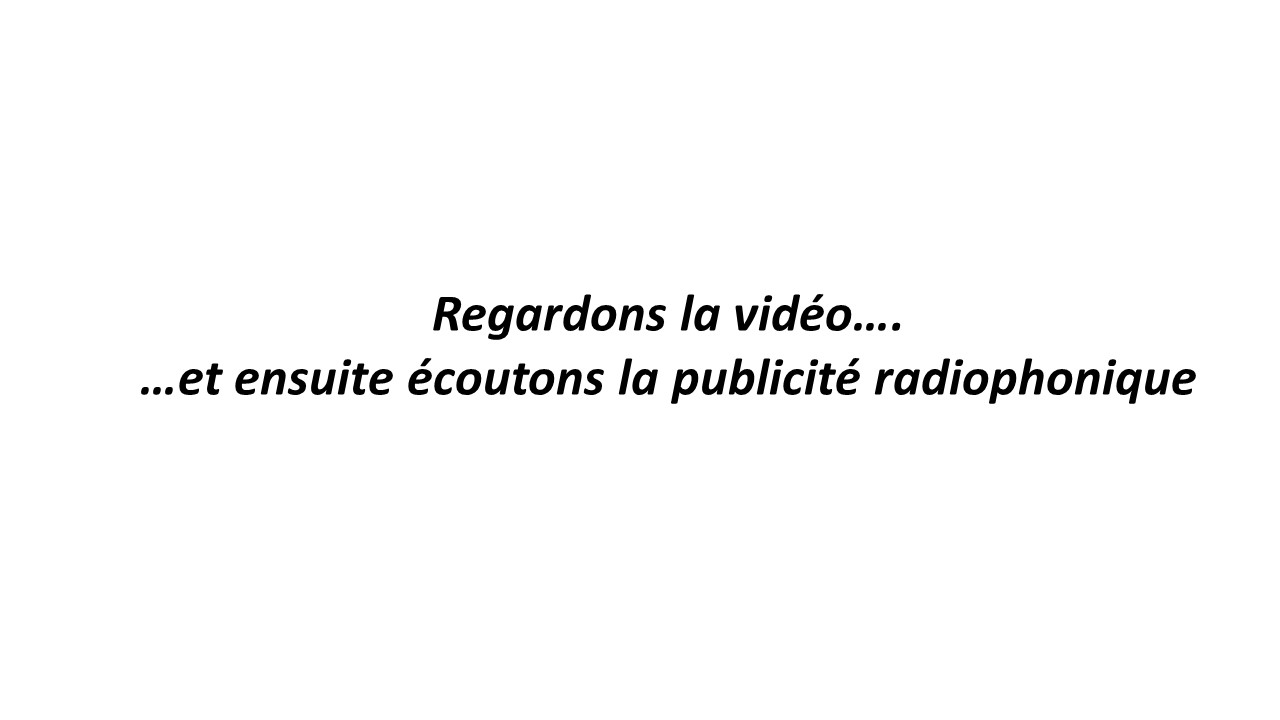 Regardons la vidéo….
…et ensuite écoutons la publicité radiophonique